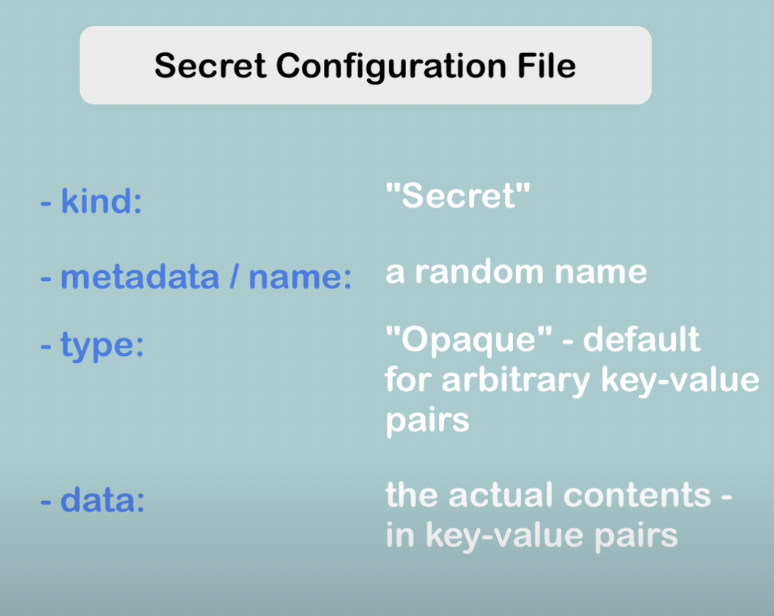 Secret Configuration File
- kind: "Secret"
- metadata / name: a random name
- type: "Opaque" - default
for arbitrary key-value
pairs
- data: the actual contents -
in key-value pairs